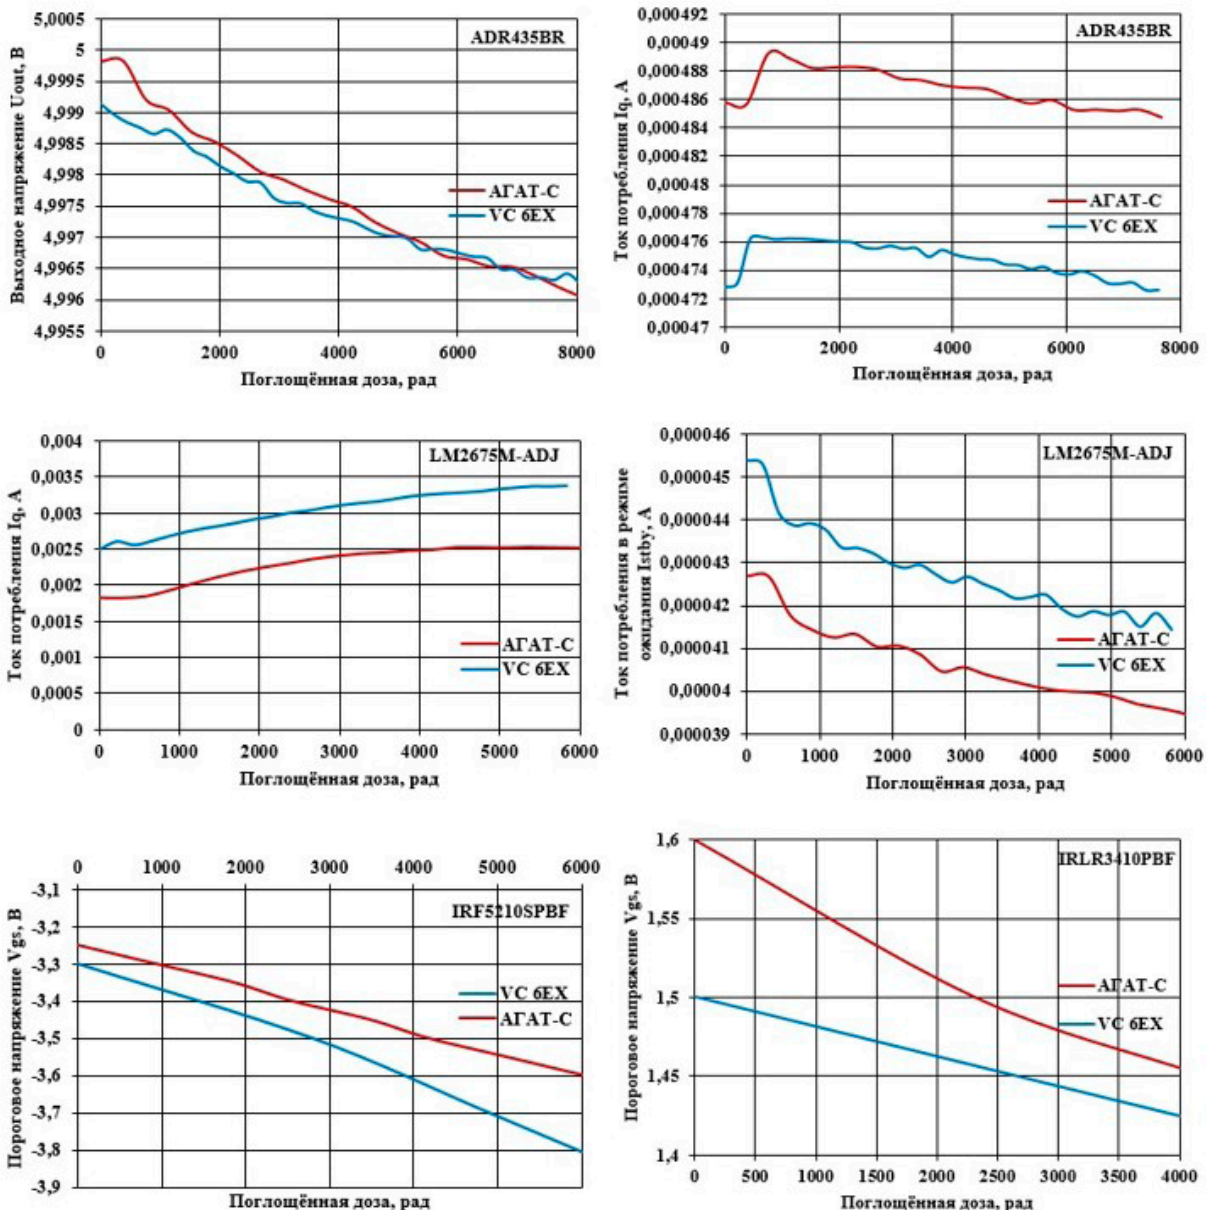 ADR435BR
Выходное напряжение Uout, В
5,0005
5
4,9995
4,999
4,9985
4,998
4,9975
4,997
4,9965
4,996
4,9955
0 2000 4000 6000 8000
Поглощённая доза, рад
АГАТ-С
VC 6EX
ADR435BR
Ток потребления Iq, А
0,000492
0,00049
0,000488
0,000486
0,000484
0,000482
0,00048
0,000478
0,000476
0,000474
0,000472
0,00047
0 2000 4000 6000 8000
Поглощённая доза, рад
АГАТ-С
VC 6EX
LM2675M-ADJ
Ток потребления Iq, А
0,004
0,0035
0,003
0,0025
0,002
0,0015
0,001
0,0005
0
0 1000 2000 3000 4000 5000 6000
Поглощённая доза, рад
АГАТ-С
VC 6EX
LM2675M-ADJ
Ток потребления в режиме
ожидания Istby, А
0,000046
0,000045
0,000044
0,000043
0,000042
0,000041
0,00004
0,000039
0 1000 2000 3000 4000 5000 6000
Поглощённая доза, рад
АГАТ-С
VC 6EX
0 1000 2000 3000 4000 5000 6000
IRF5210SPBF
Пороговое напряжение Vgs, В
-3,1
-3,2
-3,3
-3,4
-3,5
-3,6
-3,7
-3,8
-3,9
VC 6EX
АГАТ-С
Поглощённая доза, рад
IRLR3410PBF
Пороговое напряжение Vgs, В
1,6
1,55
1,5
1,45
1,4
0 500 1000 1500 2000 2500 3000 3500 4000
Поглощённая доза, рад
АГАТ-С
VC 6EX